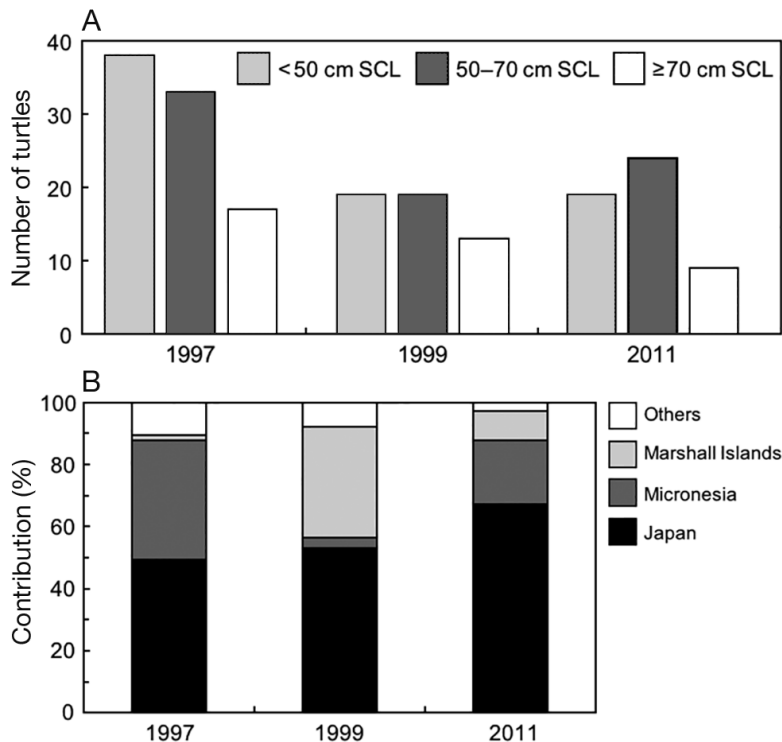 A
Number of turtles
40
30
20
10
0
<50 cm SCL
50–70 cm SCL
≥70 cm SCL
1997 1999 2011
B
Contribution (%)
100
80
60
40
20
0
Others
Marshall Islands
Micronesia
Japan
1997 1999 2011